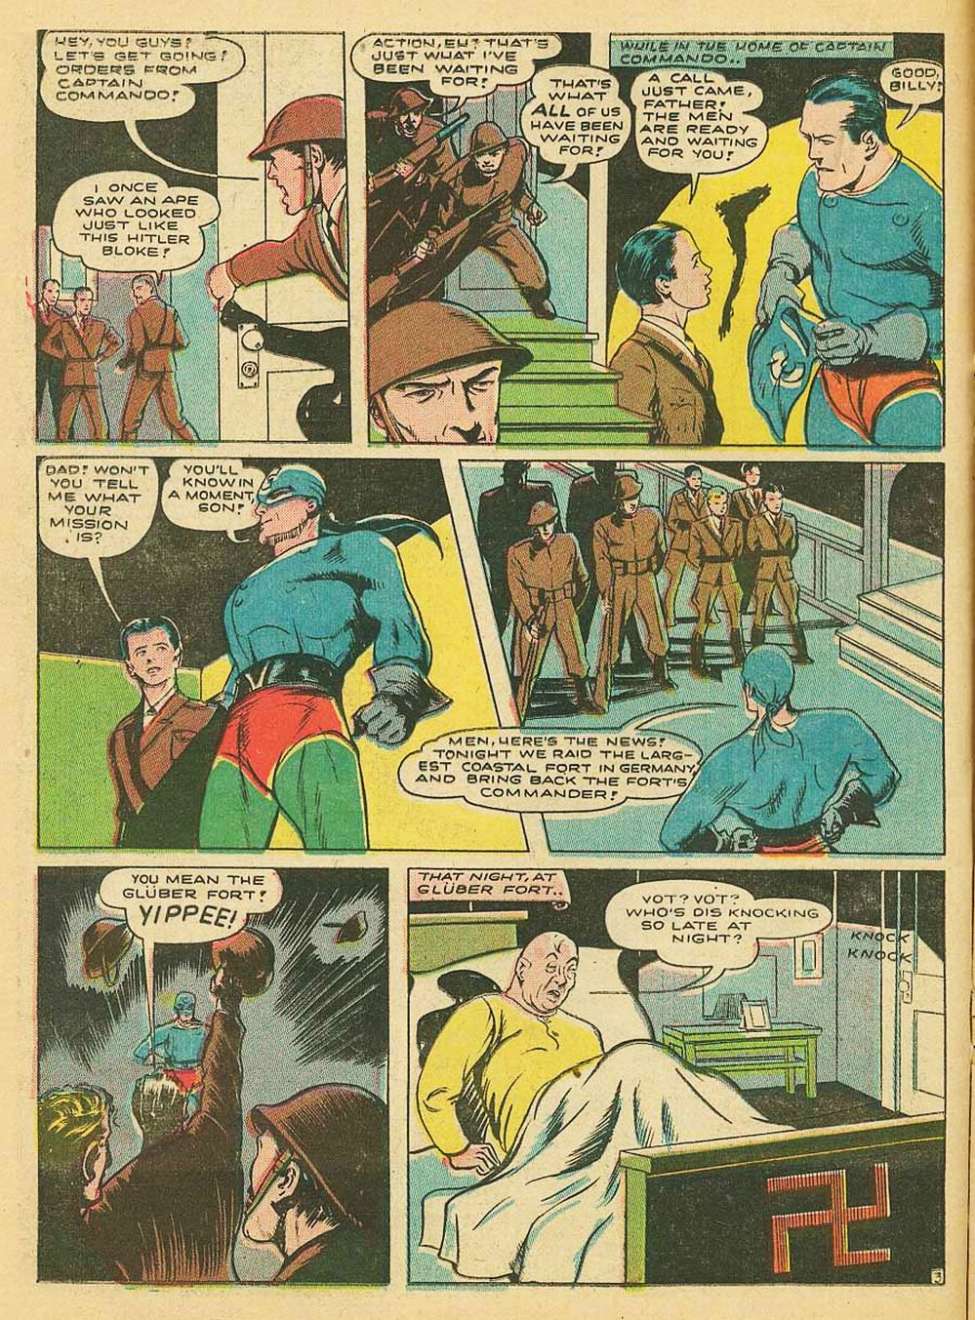 HEY, YOU GUYS!
LET'S GET GOING!
ORDERS FROM
CAPTAIN
COMMANDO!
I ONCE
SAW AN APE
WHO LOOKED
JUST LIKE
THIS HITLER
BLOKE!
ACTION, EH? THAT'S
JUST WHAT I'VE
BEEN WAITING
FOR!
THAT'S
WHAT
ALL OF US
HAVE BEEN
WAITING
FOR!
WHILE IN THE HOME OF CAPTAIN
COMMANDO..
A CALL
JUST CAME,
FATHER!
THE MEN
ARE READY
AND WAITING
FOR YOU!
GOOD,
BILLY!
DAD! WON'T
YOU TELL
ME WHAT
YOUR
MISSION
IS?
YOU'LL
KNOW IN
A MOMENT,
SON!
MEN, HERE'S THE NEWS!
TONIGHT WE RAID THE LARG-
EST COASTAL FORT IN GERMANY
AND BRING BACK THE FORT'S
COMMANDER!
YOU MEAN THE
GLÜBER FORT!
YIPPEE!
THAT NIGHT, AT
GLÜBER FORT..
VOT? VOT?
WHO'S DIS KNOCKING
SO LATE AT
NIGHT?
KNOCK
KNOCK
3